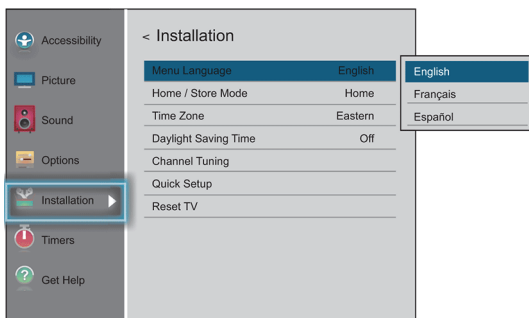 Accessibility
Picture
Sound
Options
Installation
Timers
Get Help
< Installation
Menu Language English
Home / Store Mode Home
Time Zone Eastern
Daylight Saving Time Off
Channel Tuning
Quick Setup
Reset TV
English
Français
Español